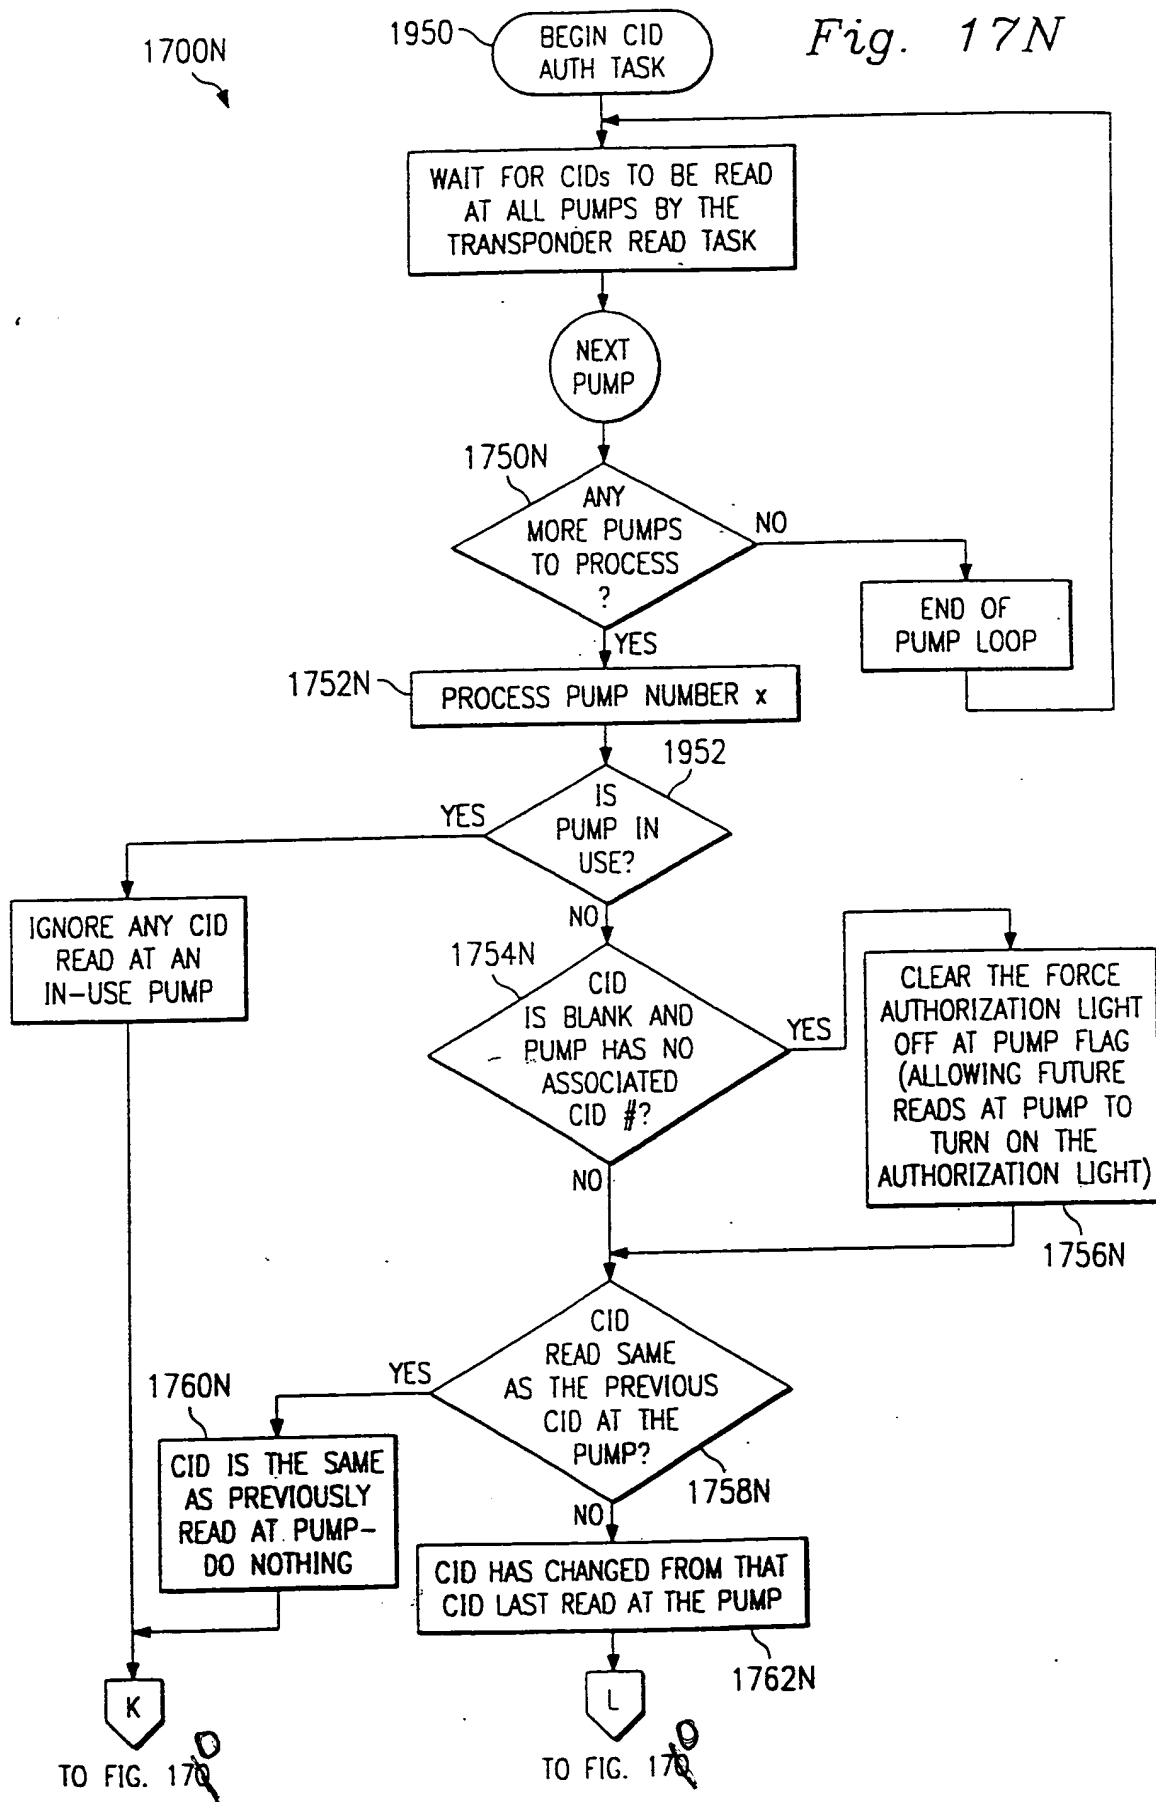 Fig. 17N
1700N
1950
BEGIN CID
AUTH TASK
WAIT FOR CIDs TO BE READ
AT ALL PUMPS BY THE
TRANSPONDER READ TASK
NEXT
PUMP
1750N
ANY
MORE PUMPS
TO PROCESS
?
NO
END OF
PUMP LOOP
YES
1752N
PROCESS PUMP NUMBER x
1952
IS
PUMP IN
USE?
YES
IGNORE ANY CID
READ AT AN
IN-USE PUMP
NO
1754N
CID
IS BLANK AND
PUMP HAS NO
ASSOCIATED
CID #?
YES
CLEAR THE FORCE
AUTHORIZATION LIGHT
OFF AT PUMP FLAG
(ALLOWING FUTURE
READS AT PUMP TO
TURN ON THE
AUTHORIZATION LIGHT)
1756N
NO
CID
READ SAME
AS THE PREVIOUS
CID AT THE
PUMP?
1758N
YES
1760N
CID IS THE SAME
AS PREVIOUSLY
READ AT PUMP-
DO NOTHING
NO
CID HAS CHANGED FROM THAT
CID LAST READ AT THE PUMP
1762N
K
TO FIG. 17O
L
TO FIG. 17O